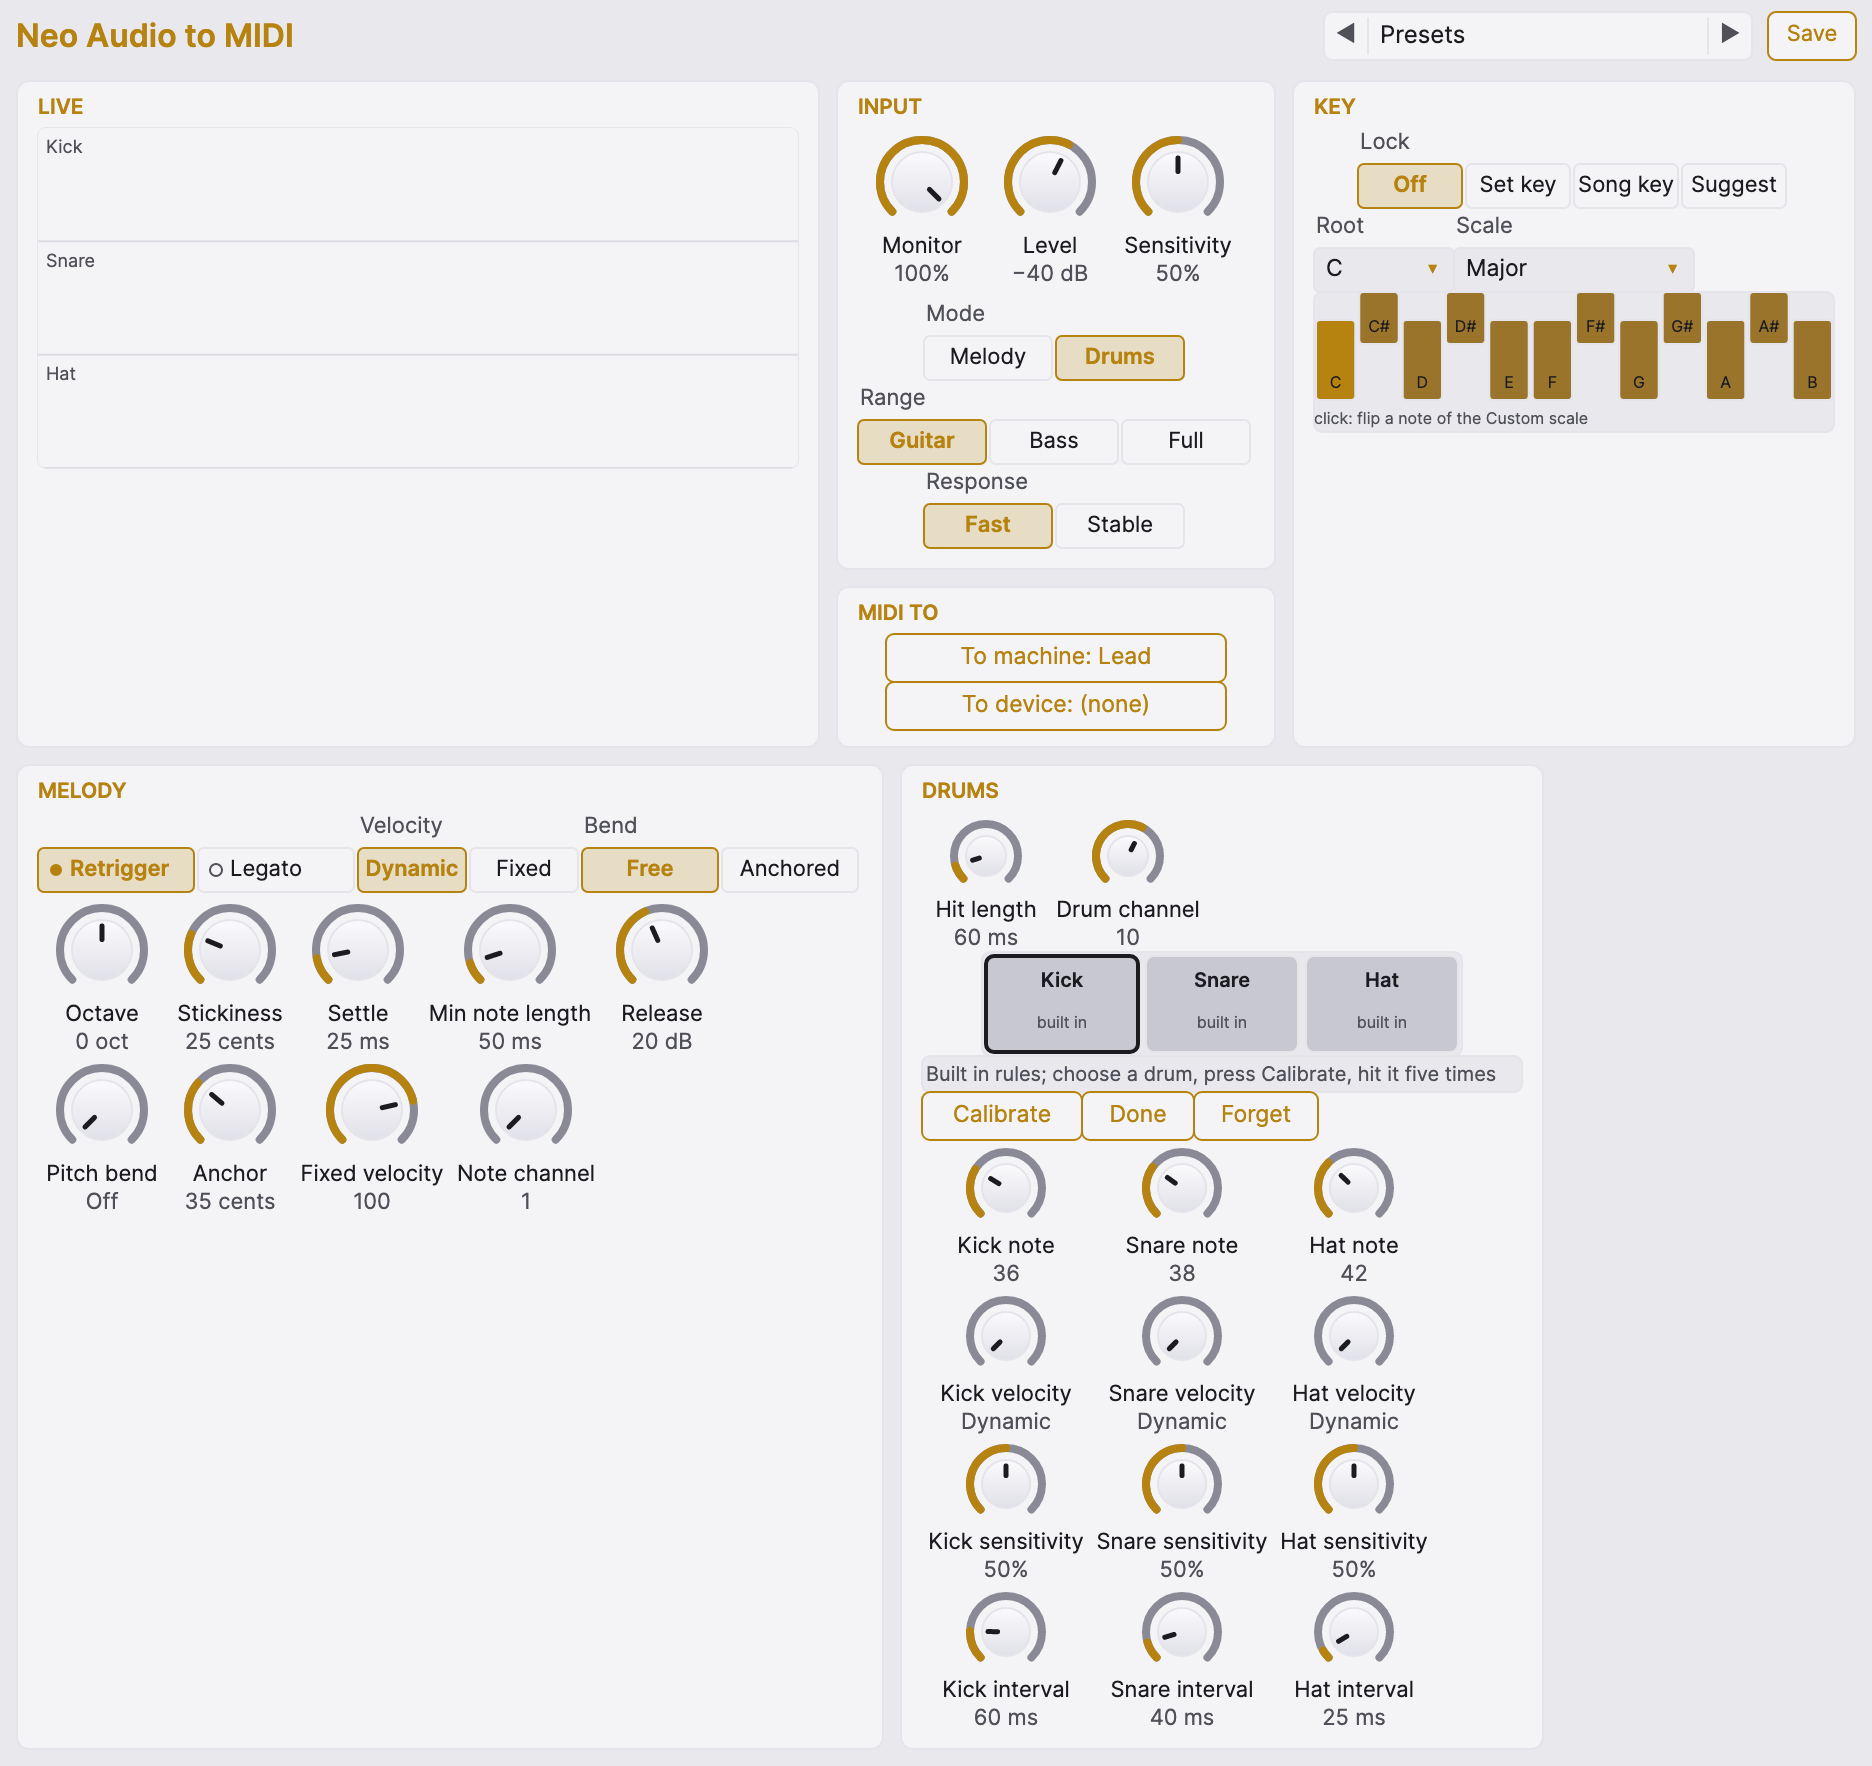 Neo Audio to MIDI
Presets
Save
LIVE
Kick
Snare
Hat
INPUT
Monitor
100%
Level
−40 dB
Sensitivity
50%
Mode
Melody
Drums
Range
Guitar
Bass
Full
Response
Fast
Stable
MIDI TO
To machine: Lead
To device: (none)
KEY
Lock
Off
Set key
Song key
Suggest
Root
Scale
C
Major
C# D# F# G# A#
C D E F G A B
click: flip a note of the Custom scale
MELODY
Velocity
Bend
Retrigger
Legato
Dynamic
Fixed
Free
Anchored
Octave
0 oct
Stickiness
25 cents
Settle
25 ms
Min note length
50 ms
Release
20 dB
Pitch bend
Off
Anchor
35 cents
Fixed velocity
100
Note channel
1
DRUMS
Hit length
60 ms
Drum channel
10
Kick
built in
Snare
built in
Hat
built in
Built in rules; choose a drum, press Calibrate, hit it five times
Calibrate
Done
Forget
Kick note
36
Snare note
38
Hat note
42
Kick velocity
Dynamic
Snare velocity
Dynamic
Hat velocity
Dynamic
Kick sensitivity
50%
Snare sensitivity
50%
Hat sensitivity
50%
Kick interval
60 ms
Snare interval
40 ms
Hat interval
25 ms